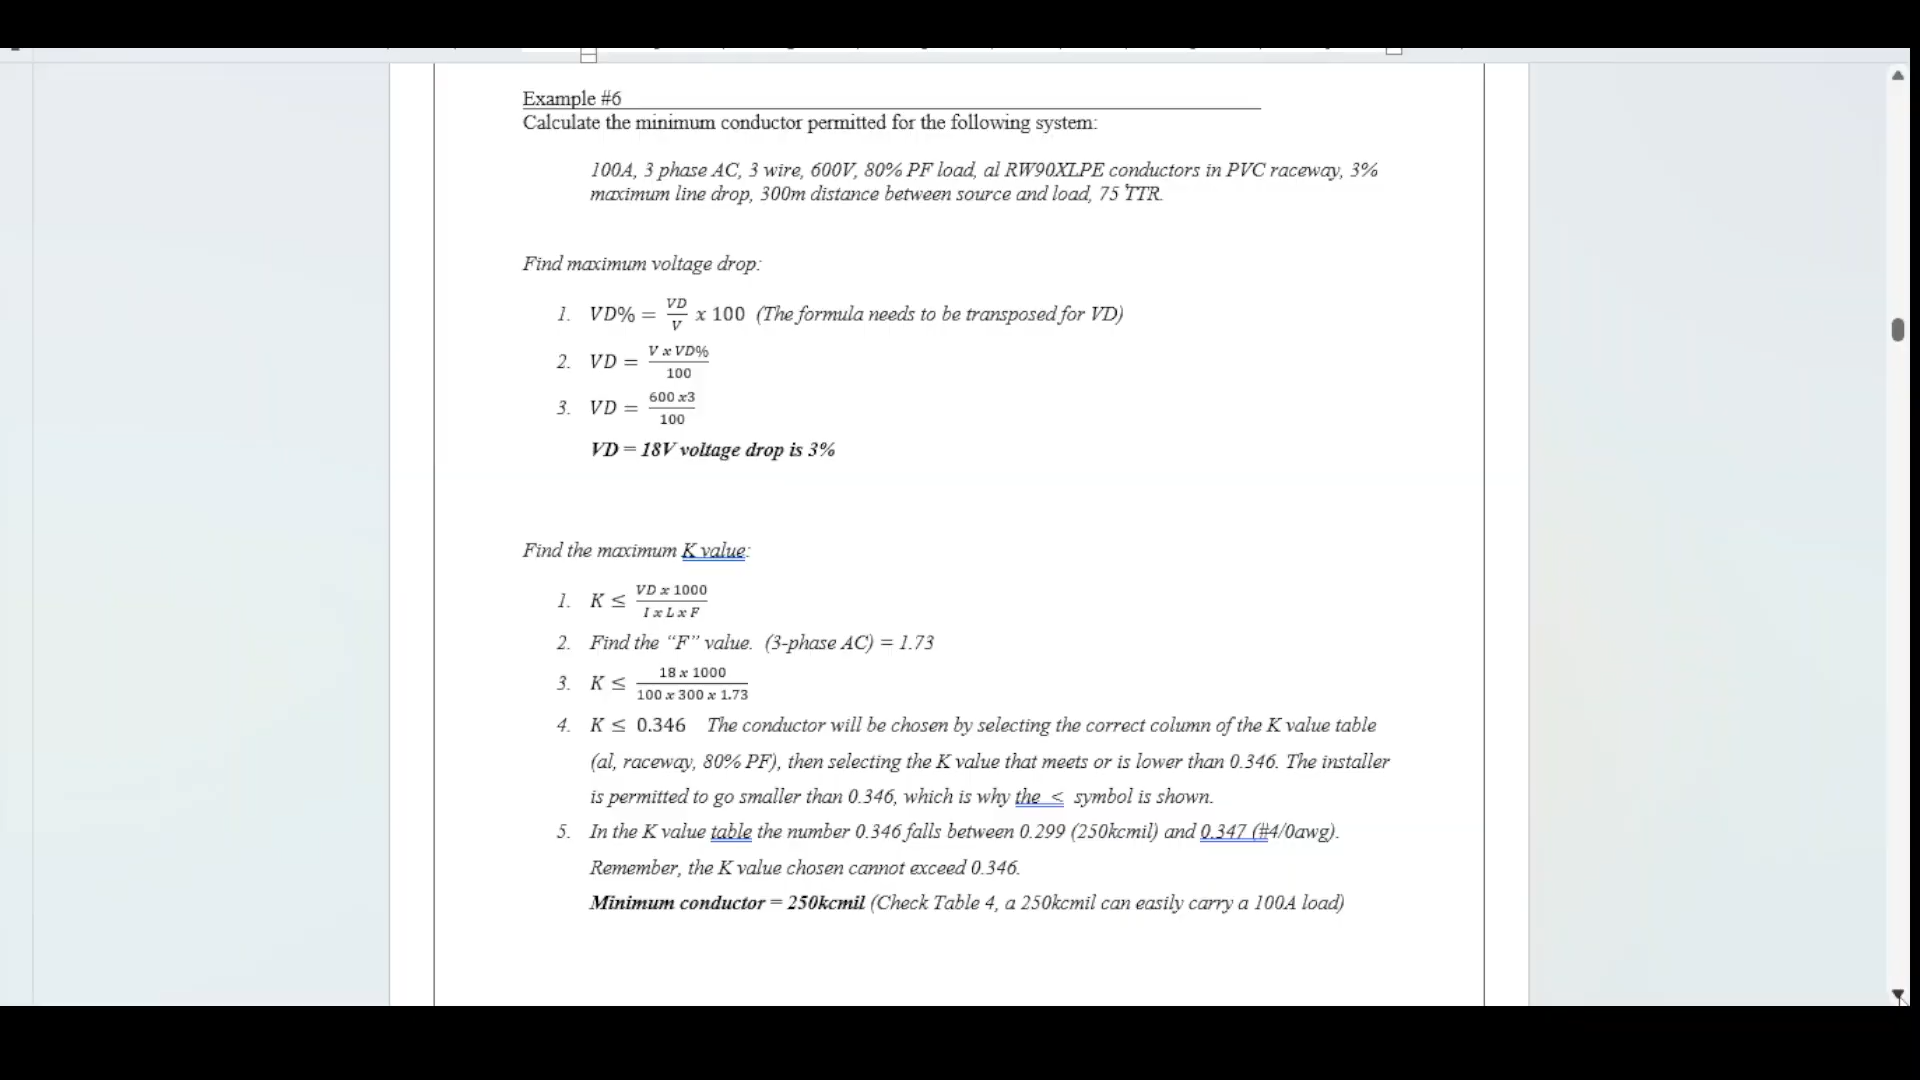 Example #6
Calculate the minimum conductor permitted for the following system:
100A, 3 phase AC, 3 wire, 600V, 80% PF load, al RW90XLPE conductors in PVC raceway, 3%
maximum line drop, 300m distance between source and load, 75 TTR.
Find maximum voltage drop:
1. VD% = VD/V x 100 (The formula needs to be transposed for VD)
2. VD = V x VD%/100
3. VD = 600 x3/100
VD = 18V voltage drop is 3%
Find the maximum K value:
1. K ≤ VD x 1000/I x L x F
2. Find the “F” value. (3-phase AC) = 1.73
3. K ≤ 18 x 1000/100 x 300 x 1.73
4. K ≤ 0.346 The conductor will be chosen by selecting the correct column of the K value table
(al, raceway, 80% PF), then selecting the K value that meets or is lower than 0.346. The installer
is permitted to go smaller than 0.346, which is why the < symbol is shown.
5. In the K value table the number 0.346 falls between 0.299 (250kcmil) and 0.347 (#4/0awg).
Remember, the K value chosen cannot exceed 0.346.
Minimum conductor = 250kcmil (Check Table 4, a 250kcmil can easily carry a 100A load)